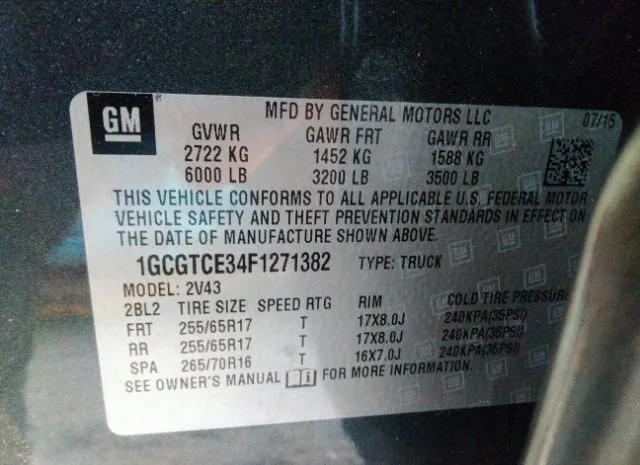 GM
MFD BY GENERAL MOTORS LLC 07/15
GVWR GAWR FRT GAWR RR
2722 KG 1452 KG 1588 KG
6000 LB 3200 LB 3500 LB
THIS VEHICLE CONFORMS TO ALL APPLICABLE U.S. FEDERAL MOTOR
VEHICLE SAFETY AND THEFT PREVENTION STANDARDS IN EFFECT ON
THE DATE OF MANUFACTURE SHOWN ABOVE.
1GCGTCE34F1271382 TYPE: TRUCK
MODEL: 2V43
2BL2 TIRE SIZE SPEED RTG RIM COLD TIRE PRESSUR
FRT 255/65R17 T 17X8.0J 240KPA(35PSI)
RR 255/65R17 T 17X8.0J 240KPA(35PSI)
SPA 265/70R16 T 16X7.0J 240KPA(35PSI)
SEE OWNER'S MANUAL FOR MORE INFORMATION.